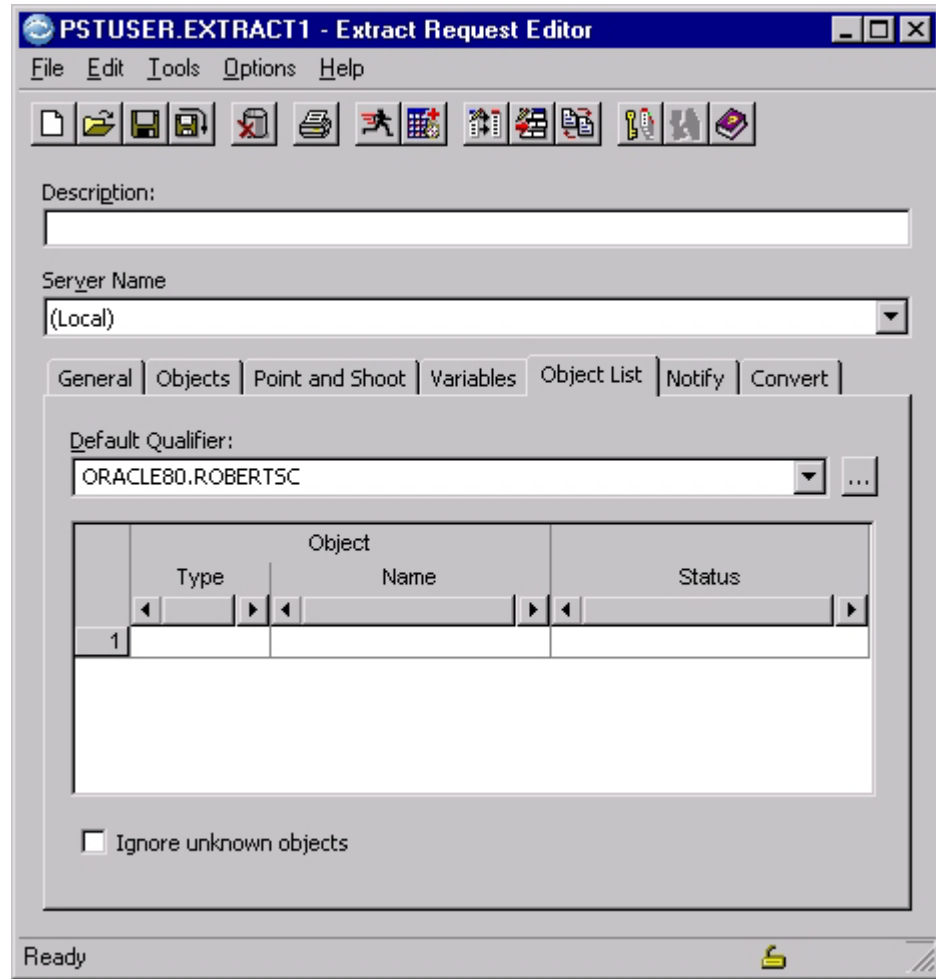 PSTUSER.EXTRACT1 - Extract Request Editor
File Edit Tools Options Help
Description:
Server Name
(Local)
General Objects Point and Shoot Variables Object List Notify Convert
Default Qualifier:
ORACLE80.ROBERTSC
...
Object
Type Name Status
1
Ignore unknown objects
Ready